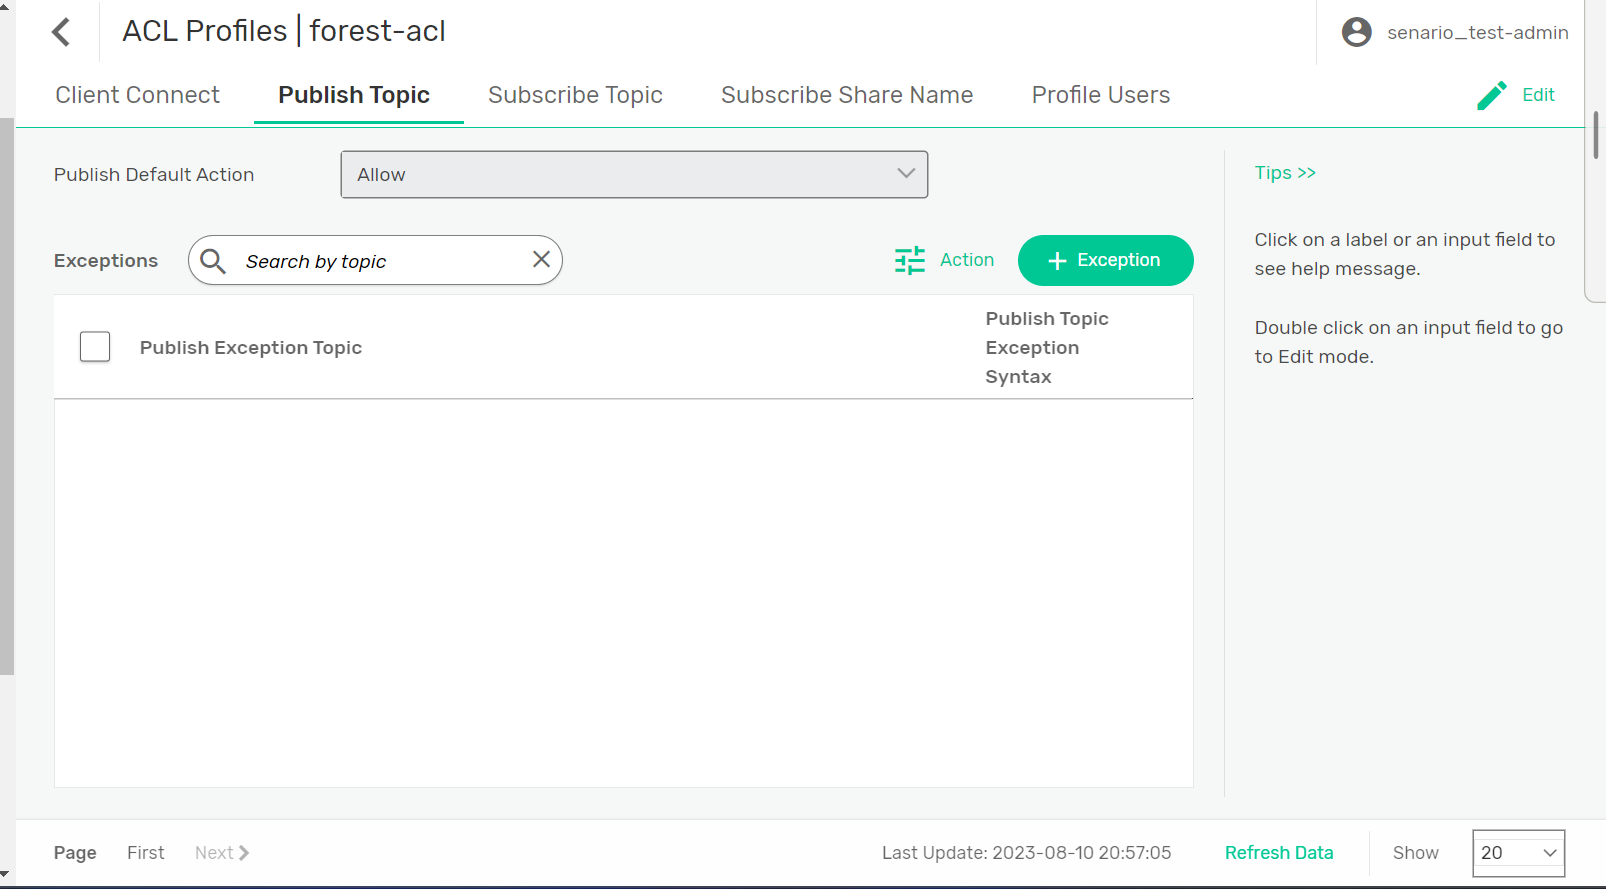 ACL Profiles | forest-acl
senario_test-admin
Client Connect
Publish Topic
Subscribe Topic
Subscribe Share Name
Profile Users
Edit
Publish Default Action
Allow
Tips >>
Click on a label or an input field to
see help message.
Double click on an input field to go
to Edit mode.
Exceptions
Search by topic
Action
+ Exception
Publish Exception Topic
Publish Topic
Exception
Syntax
Page
First
Next
Last Update: 2023-08-10 20:57:05
Refresh Data
Show
20